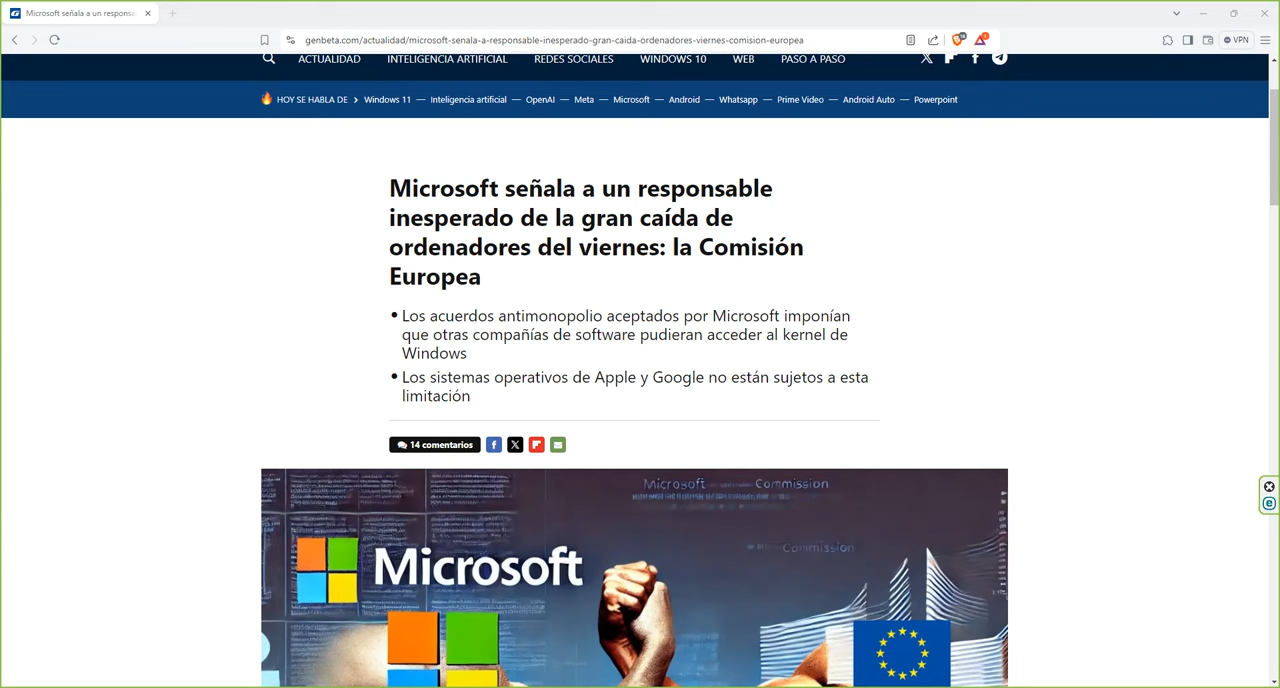 Microsoft señala a un respons
genbeta.com/actualidad/microsoft-senala-a-responsable-inesperado-gran-caida-ordenadores-viernes-comision-europea
VPN
ACTUALIDAD INTELIGENCIA ARTIFICIAL REDES SOCIALES WINDOWS 10 WEB PASO A PASO
HOY SE HABLA DE Windows 11 — Inteligencia artificial — OpenAI — Meta — Microsoft — Android — Whatsapp — Prime Video — Android Auto — Powerpoint
Microsoft señala a un responsable
inesperado de la gran caída de
ordenadores del viernes: la Comisión
Europea
• Los acuerdos antimonopolio aceptados por Microsoft imponían
que otras compañías de software pudieran acceder al kernel de
Windows
• Los sistemas operativos de Apple y Google no están sujetos a esta
limitación
14 comentarios
Microsoft Commission
Commission
Microsoft